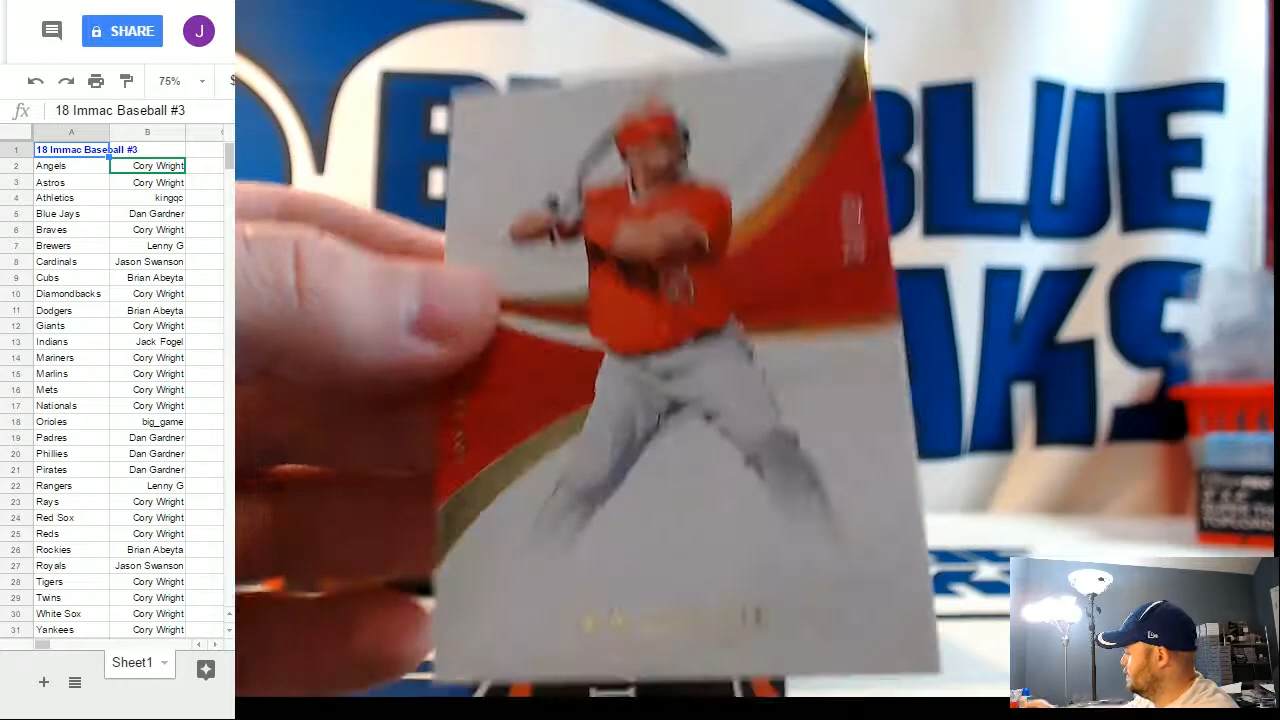 SHARE
J
75%
$
fx 18 Immac Baseball #3
A B
1 18 Immac Baseball #3
2 Angels Cory Wright
3 Astros Cory Wright
4 Athletics kingqc
5 Blue Jays Dan Gardner
6 Braves Cory Wright
7 Brewers Lenny G
8 Cardinals Jason Swanson
9 Cubs Brian Abeyta
10 Diamondbacks Cory Wright
11 Dodgers Brian Abeyta
12 Giants Cory Wright
13 Indians Jack Fogel
14 Mariners Cory Wright
15 Marlins Cory Wright
16 Mets Cory Wright
17 Nationals Cory Wright
18 Orioles big_game
19 Padres Dan Gardner
20 Phillies Dan Gardner
21 Pirates Dan Gardner
22 Rangers Lenny G
23 Rays Cory Wright
24 Red Sox Cory Wright
25 Reds Cory Wright
26 Rockies Brian Abeyta
27 Royals Jason Swanson
28 Tigers Cory Wright
29 Twins Cory Wright
30 White Sox Cory Wright
31 Yankees Cory Wright
Sheet1
BLUE